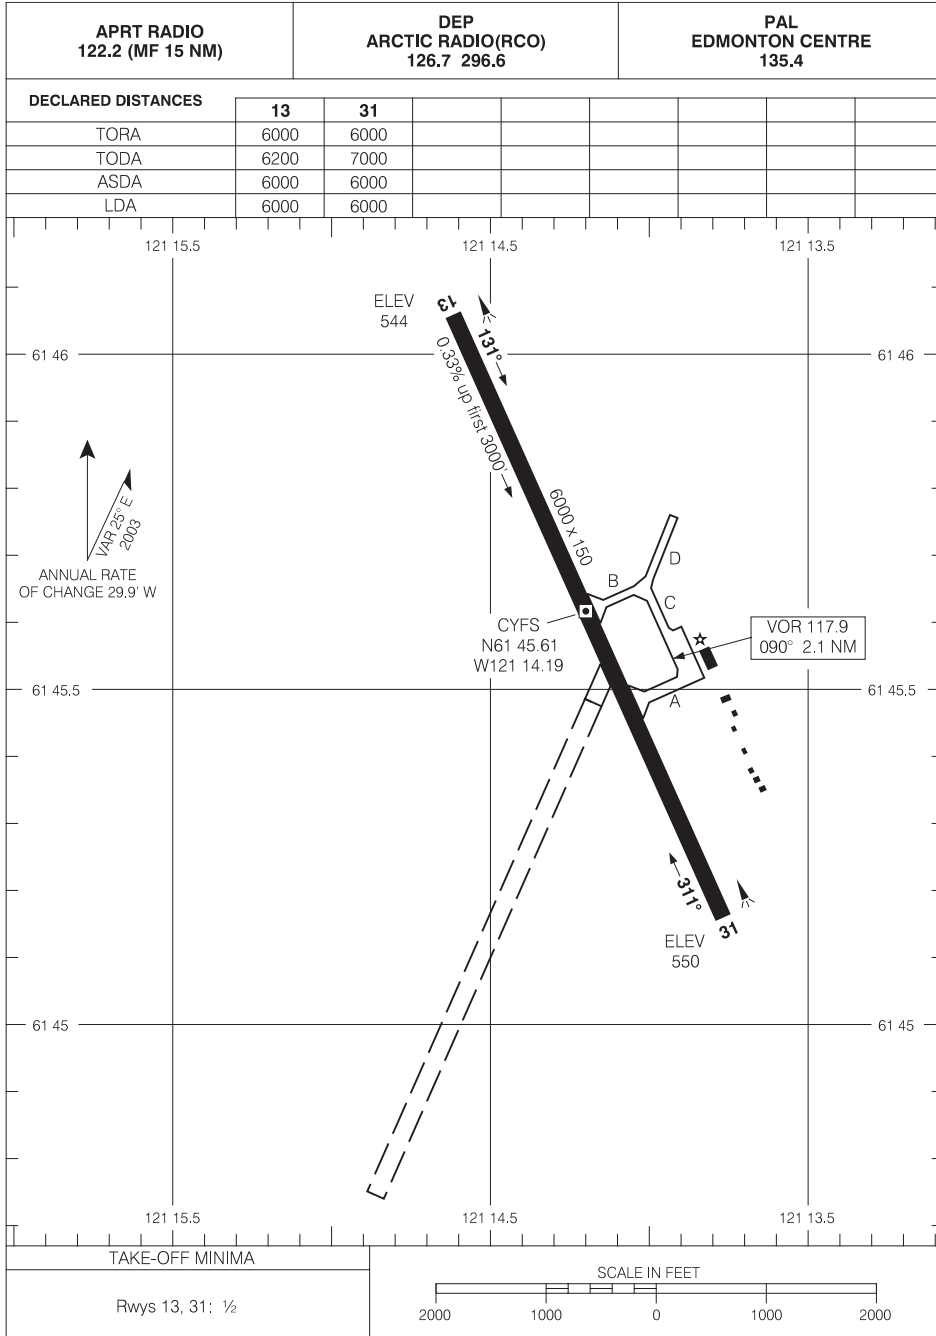 APRT RADIO
122.2 (MF 15 NM)
DEP
ARCTIC RADIO(RCO)
126.7 296.6
PAL
EDMONTON CENTRE
135.4
DECLARED DISTANCES
13 31
TORA 6000 6000
TODA 6200 7000
ASDA 6000 6000
LDA 6000 6000
121 15.5 121 14.5 121 13.5
ELEV
544
13
131°
0.33% up first 3000'
61 46 61 46
6000 x 150
VAR 25° E
2003
ANNUAL RATE
OF CHANGE 29.9' W
B
D
C
A
CYFS
N61 45.61
W121 14.19
VOR 117.9
090° 2.1 NM
61 45.5 61 45.5
311°
31
ELEV
550
61 45 61 45
121 15.5 121 14.5 121 13.5
TAKE-OFF MINIMA
Rwys 13, 31: ½
SCALE IN FEET
2000 1000 0 1000 2000